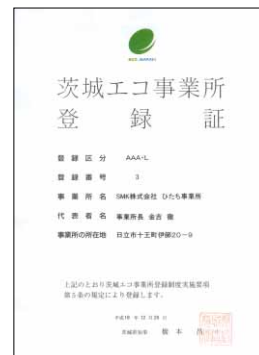 茨城エコ事業所
登録証
登録区分 AAA-L
登録番号 3
事業所名 SMK株式会社 ひたち事業所
代表者名 事業所長 金古 徹
事業所の所在地 日立市十王町伊師20-9
上記のとおり茨城エコ事業所登録制度実施要項
第5条の規定により登録します。
茨城県知事 橋本 昌